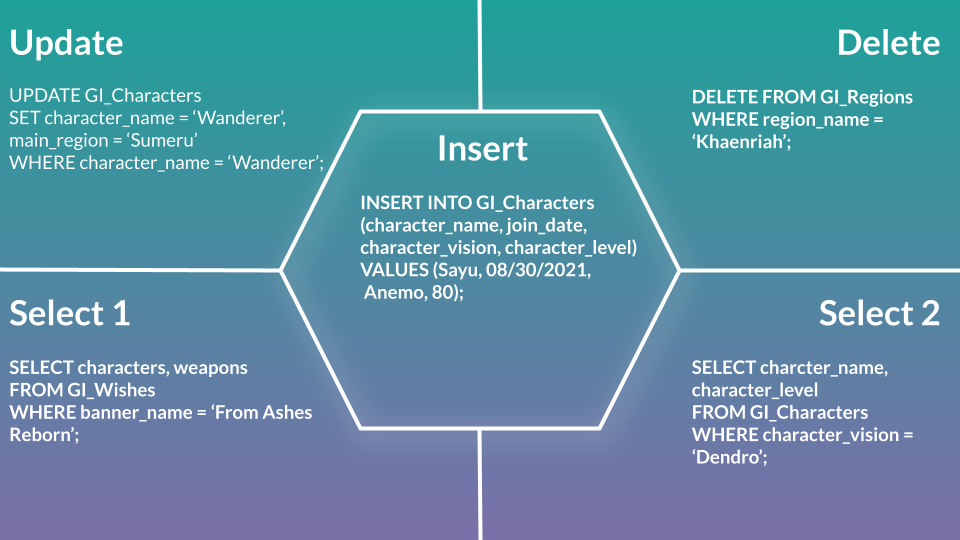 Update
UPDATE GI_Characters
SET character_name = ‘Wanderer’,
main_region = ‘Sumeru’
WHERE character_name = ‘Wanderer’;
Delete
DELETE FROM GI_Regions
WHERE region_name =
‘Khaenriah’;
Insert
INSERT INTO GI_Characters
(character_name, join_date,
character_vision, character_level)
VALUES (Sayu, 08/30/2021,
Anemo, 80);
Select 1
SELECT characters, weapons
FROM GI_Wishes
WHERE banner_name = ‘From Ashes
Reborn’;
Select 2
SELECT charcter_name,
character_level
FROM GI_Characters
WHERE character_vision =
‘Dendro’;